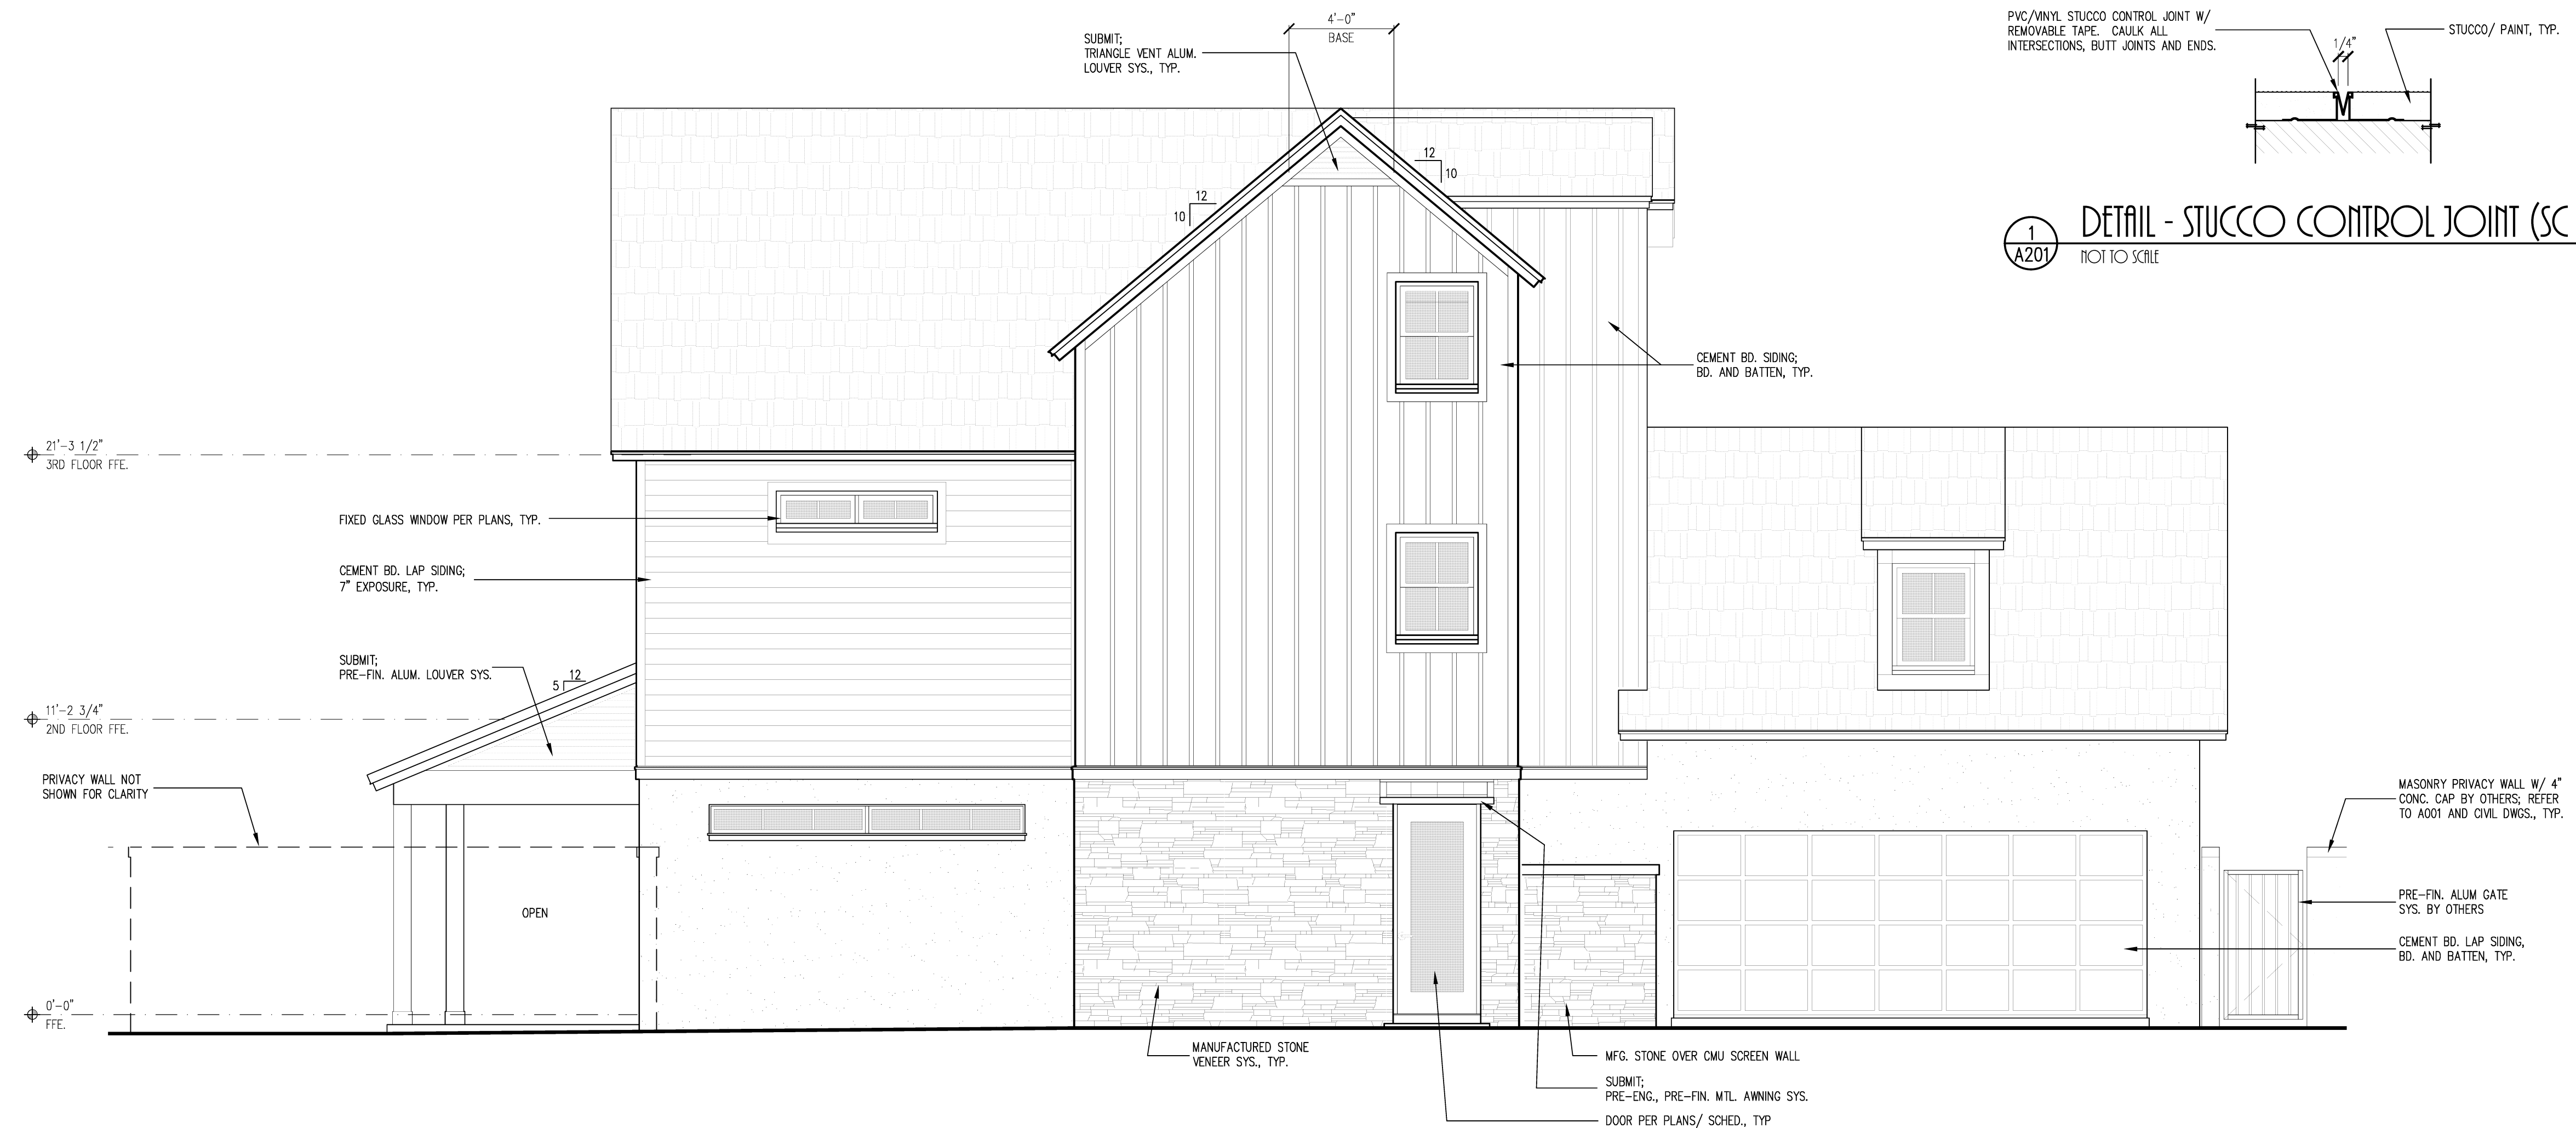 4'-0"
BASE
SUBMIT;
TRIANGLE VENT ALUM.
LOUVER SYS., TYP.
PVC/VINYL STUCCO CONTROL JOINT W/
REMOVABLE TAPE. CAULK ALL
INTERSECTIONS, BUTT JOINTS AND ENDS.
1/4"
STUCCO/ PAINT, TYP.
1
A201
DETAIL - STUCCO CONTROL JOINT (SC
NOT TO SCALE
12
10
12
10
CEMENT BD. SIDING;
BD. AND BATTEN, TYP.
21'-3 1/2"
3RD FLOOR FFE.
FIXED GLASS WINDOW PER PLANS, TYP.
CEMENT BD. LAP SIDING;
7" EXPOSURE, TYP.
SUBMIT;
PRE-FIN. ALUM. LOUVER SYS.
12
5
11'-2 3/4"
2ND FLOOR FFE.
PRIVACY WALL NOT
SHOWN FOR CLARITY
MASONRY PRIVACY WALL W/ 4"
CONC. CAP BY OTHERS; REFER
TO A001 AND CIVIL DWGS., TYP.
OPEN
PRE-FIN. ALUM GATE
SYS. BY OTHERS
CEMENT BD. LAP SIDING,
BD. AND BATTEN, TYP.
0'-0"
FFE.
MANUFACTURED STONE
VENEER SYS., TYP.
MFG. STONE OVER CMU SCREEN WALL
SUBMIT;
PRE-ENG., PRE-FIN. MTL. AWNING SYS.
DOOR PER PLANS/ SCHED., TYP